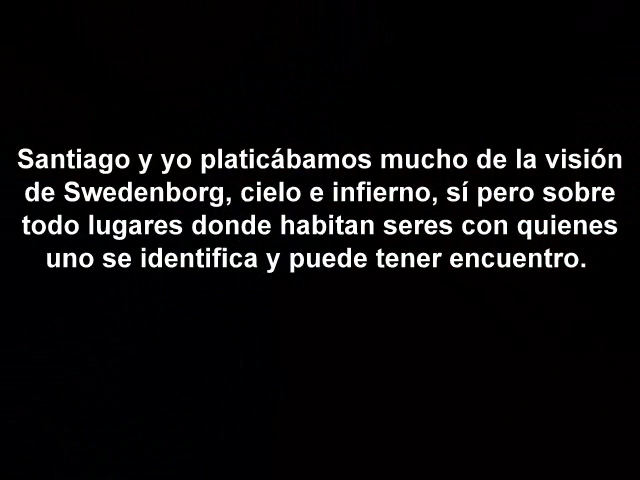 Santiago y yo platicábamos mucho de la visión
de Swedenborg, cielo e infierno, sí pero sobre
todo lugares donde habitan seres con quienes
uno se identifica y puede tener encuentro.